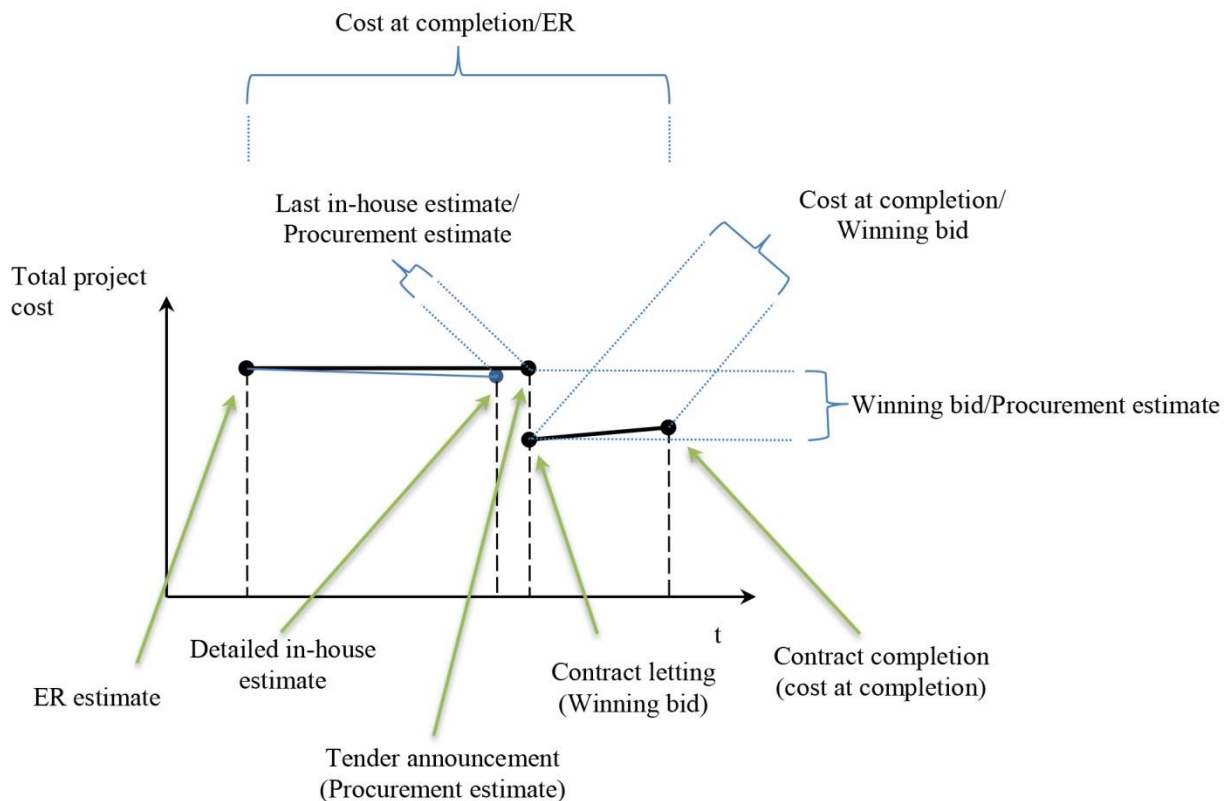 Cost at completion/ER
Last in-house estimate/
Procurement estimate
Cost at completion/
Winning bid
Total project
cost
Winning bid/Procurement estimate
t
Detailed in-house
estimate
ER estimate
Contract letting
(Winning bid)
Contract completion
(cost at completion)
Tender announcement
(Procurement estimate)